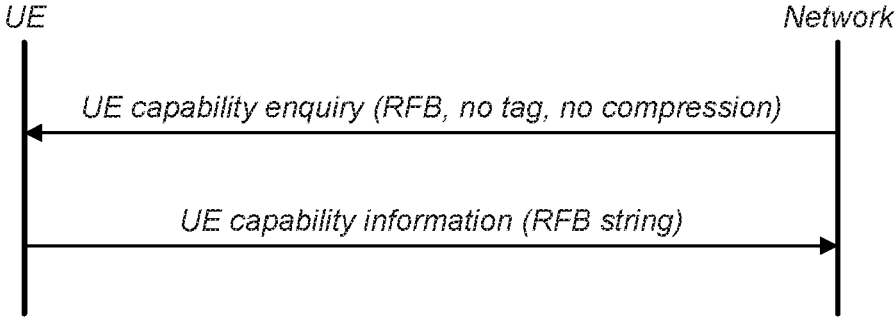 UE
Network
UE capability enquiry (RFB, no tag, no compression)
UE capability information (RFB string)